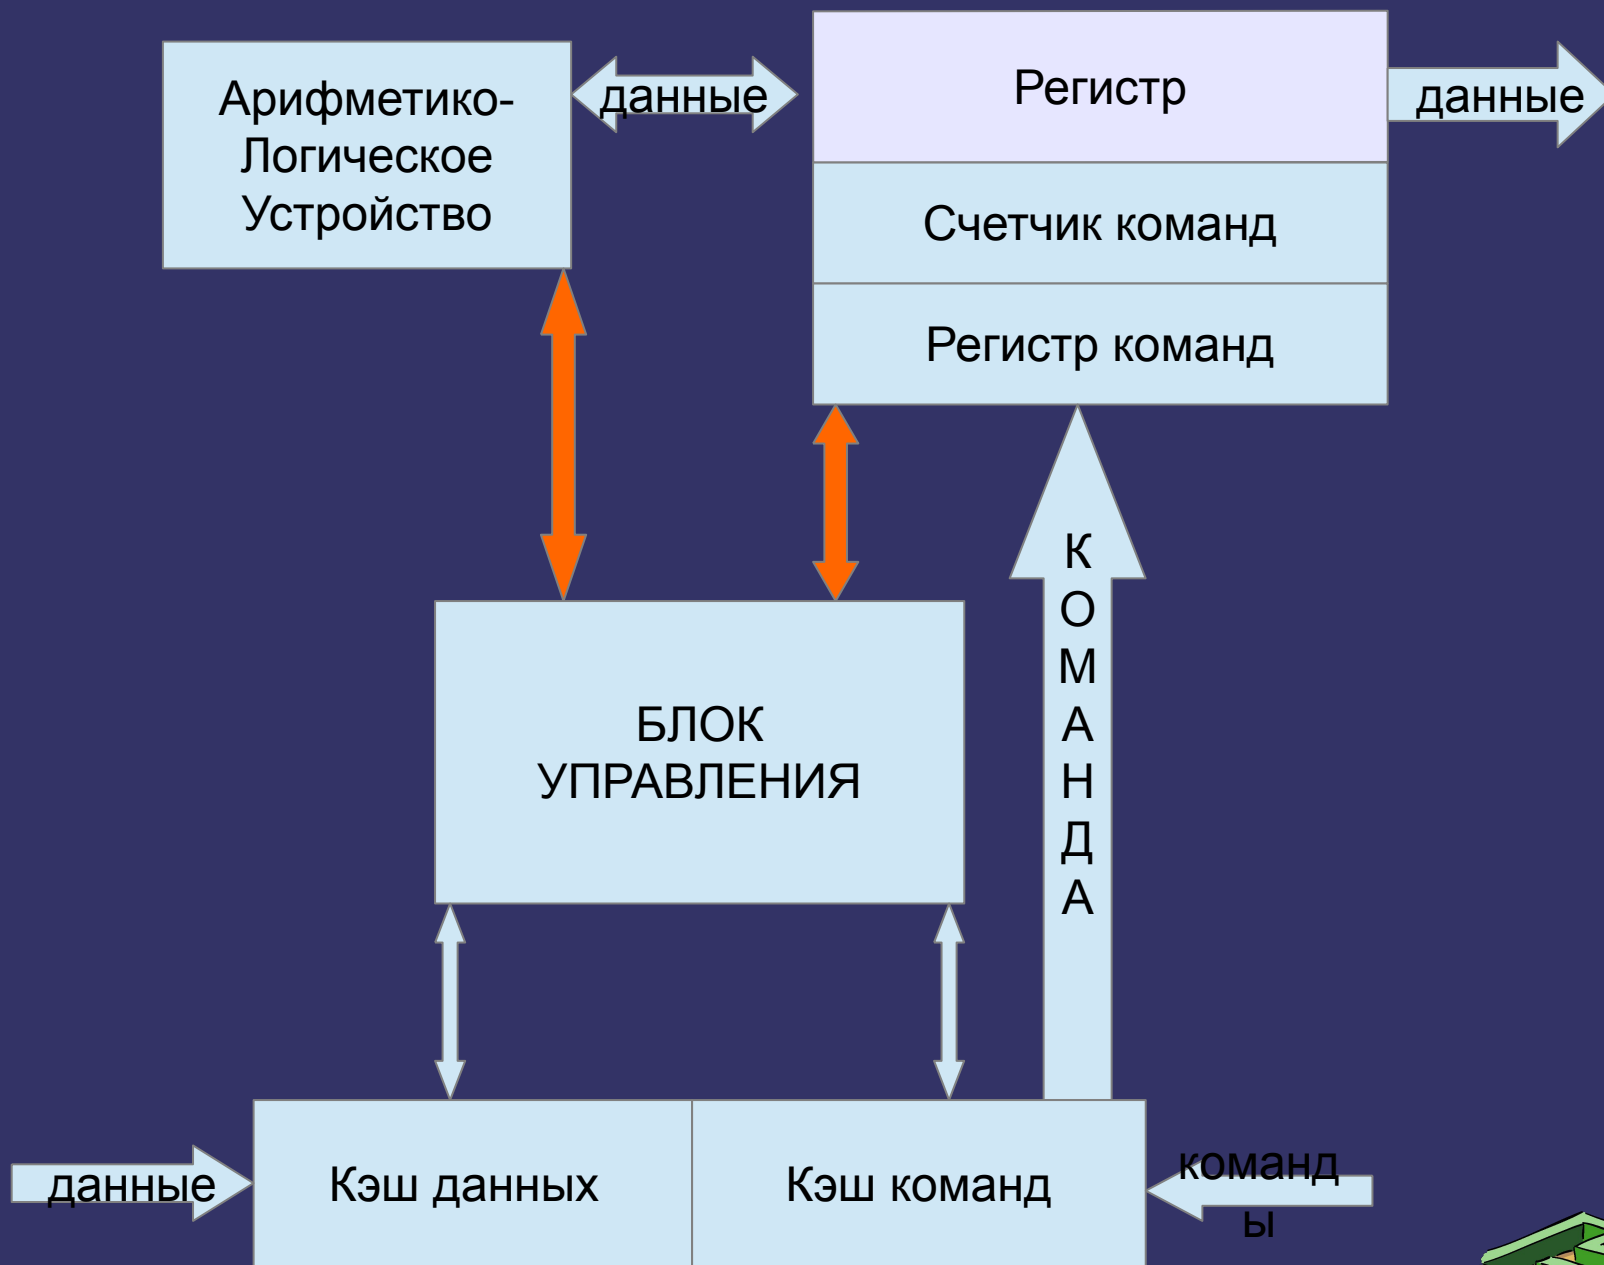 Арифметико-
Логическое
Устройство
данные
Регистр
данные
Счетчик команд
Регистр команд
К
О
М
А
Н
Д
А
БЛОК
УПРАВЛЕНИЯ
данные
Кэш данных
Кэш команд
команд
ы